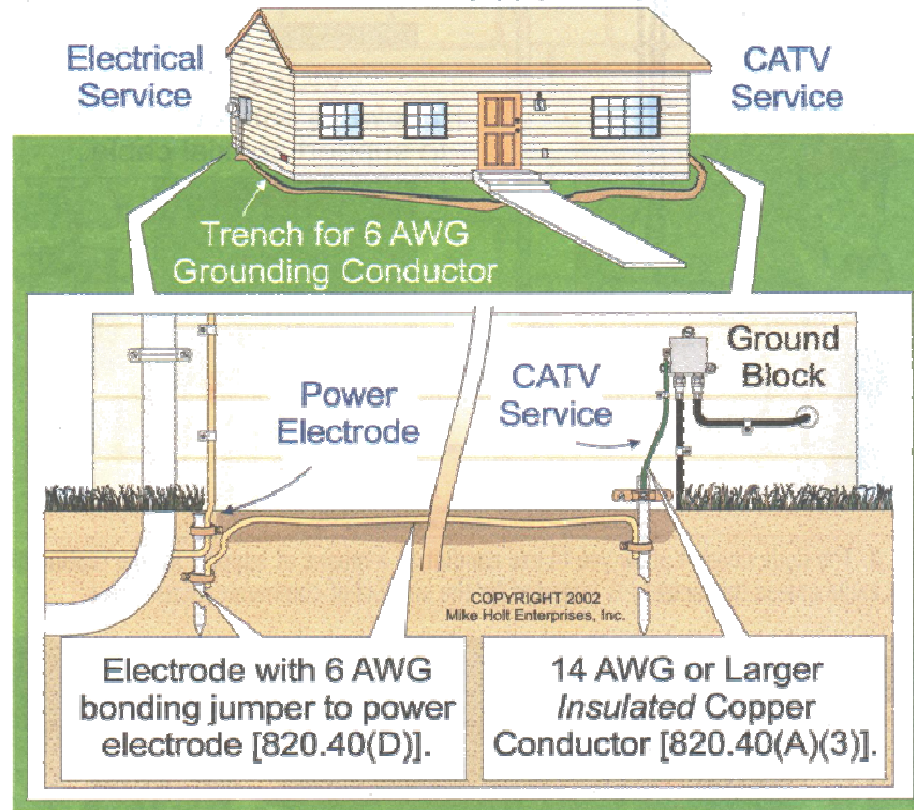 Electrical
Service
CATV
Service
Trench for 6 AWG
Grounding Conductor
Power
Electrode
CATV
Service
Ground
Block
COPYRIGHT 2002
Mike Holt Enterprises, Inc.
Electrode with 6 AWG
bonding jumper to power
electrode [820.40(D)].
14 AWG or Larger
Insulated Copper
Conductor [820.40(A)(3)].